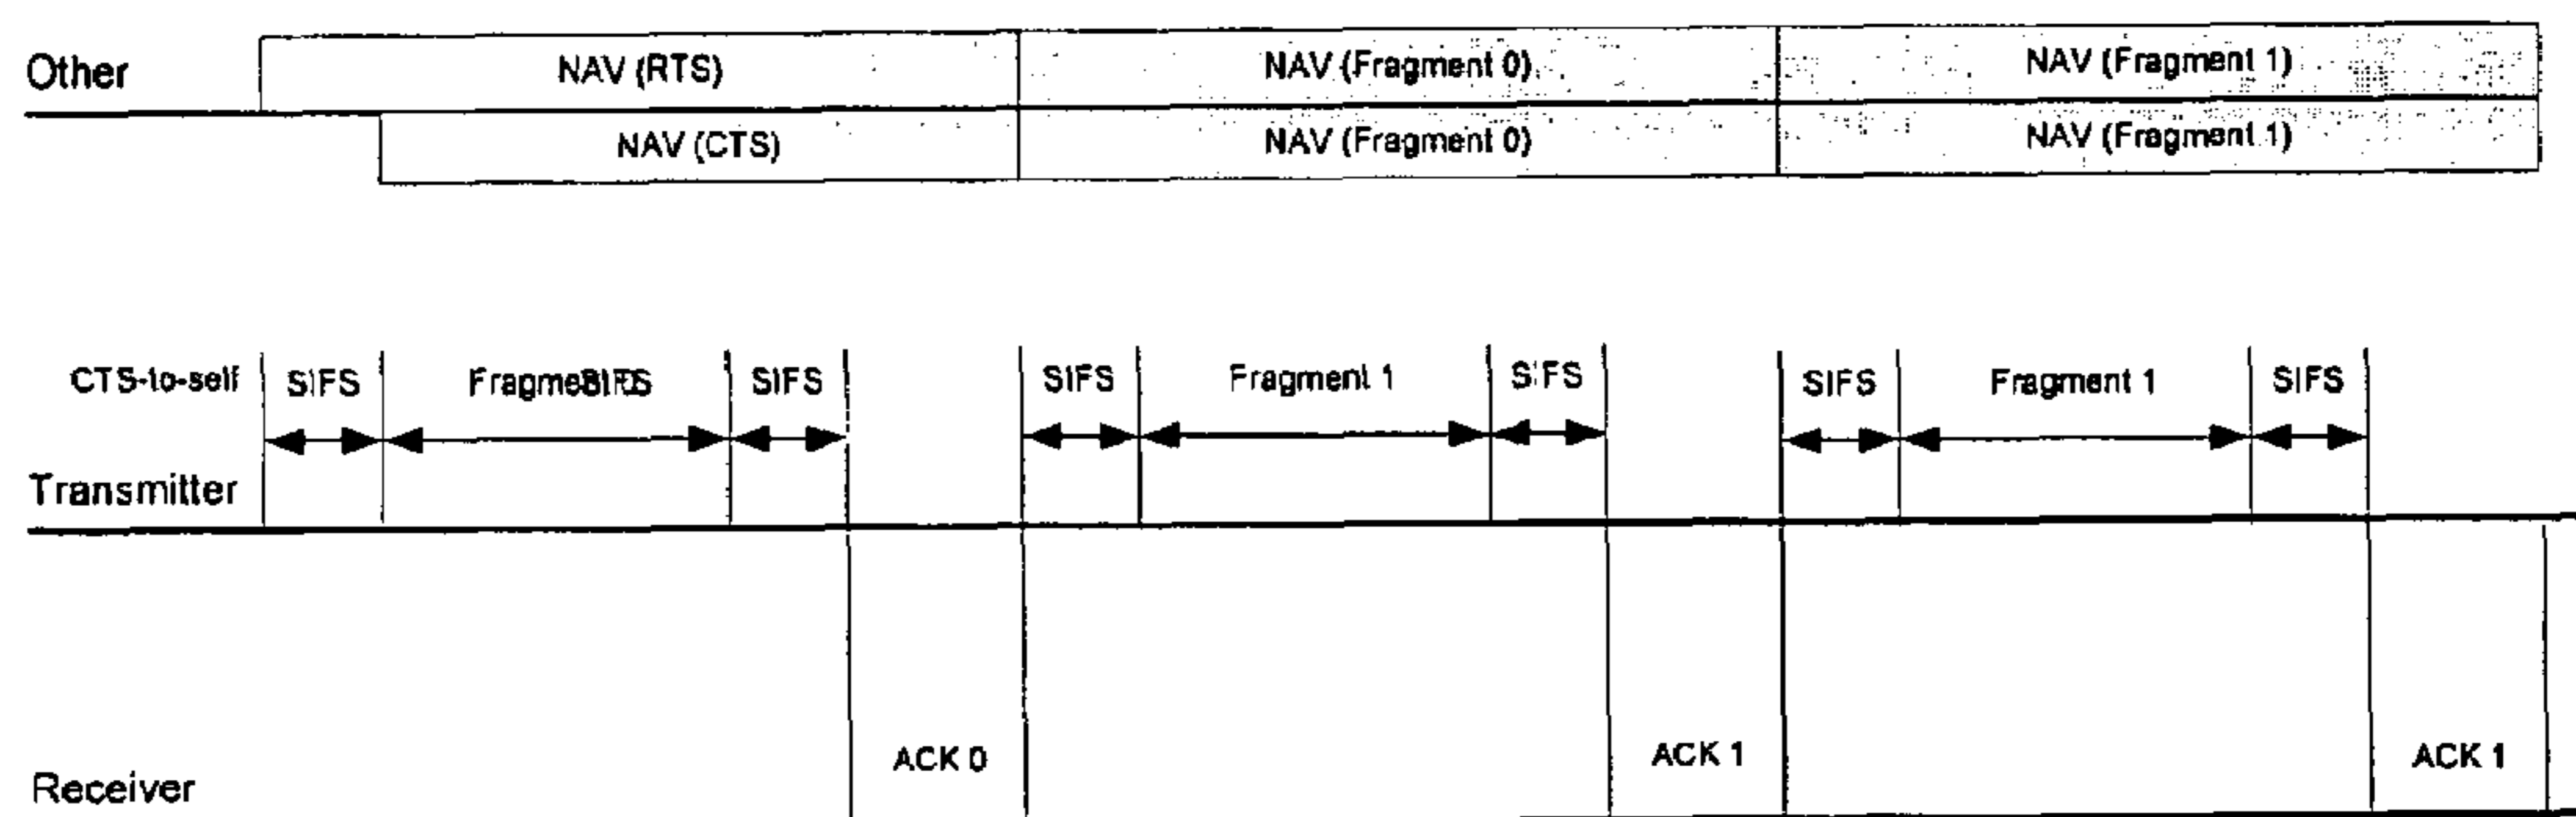 Other
NAV (RTS)
NAV (Fragment 0)
NAV (Fragment 1)
NAV (CTS)
NAV (Fragment 0)
NAV (Fragment 1)
CTS-to-self
SIFS
SIFS
SIFS
Fragment 1
SIFS
SIFS
Fragment 1
SIFS
Transmitter
ACK 0
ACK 1
ACK 1
Receiver